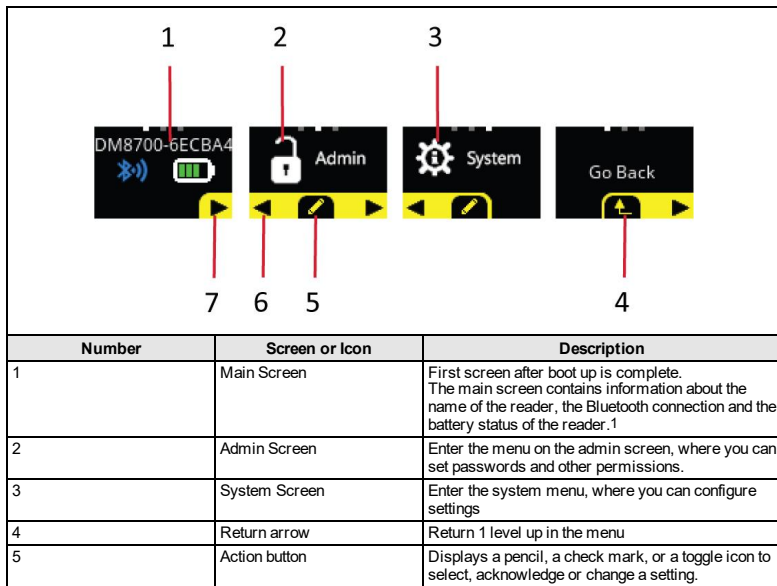 1
2
3
DM8700-6ECBA4
Admin
System
Go Back
7
6
5
4
Number
Screen or Icon
Description
1
Main Screen
First screen after boot up is complete.
The main screen contains information about the
name of the reader, the Bluetooth connection and the
battery status of the reader.1
2
Admin Screen
Enter the menu on the admin screen, where you can
set passwords and other permissions.
3
System Screen
Enter the system menu, where you can configure
settings
4
Return arrow
Return 1 level up in the menu
5
Action button
Displays a pencil, a check mark, or a toggle icon to
select, acknowledge or change a setting.